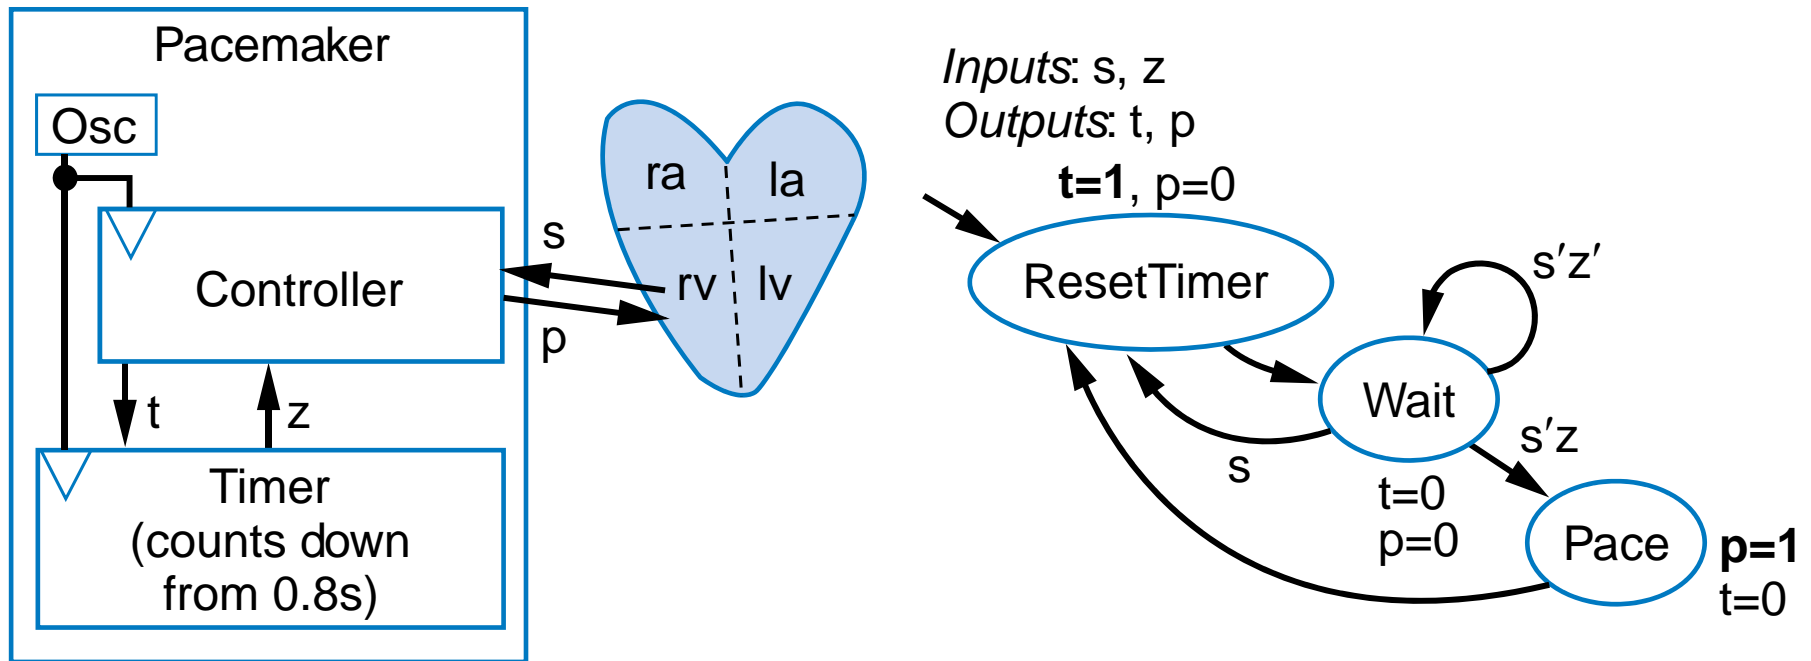 Pacemaker
Osc
Controller
s
p
t
z
Timer
(counts down
from 0.8s)
ra
la
rv
lv
Inputs: s, z
Outputs: t, p
t=1, p=0
ResetTimer
s′z′
Wait
s
s′z
t=0
p=0
Pace
p=1
t=0